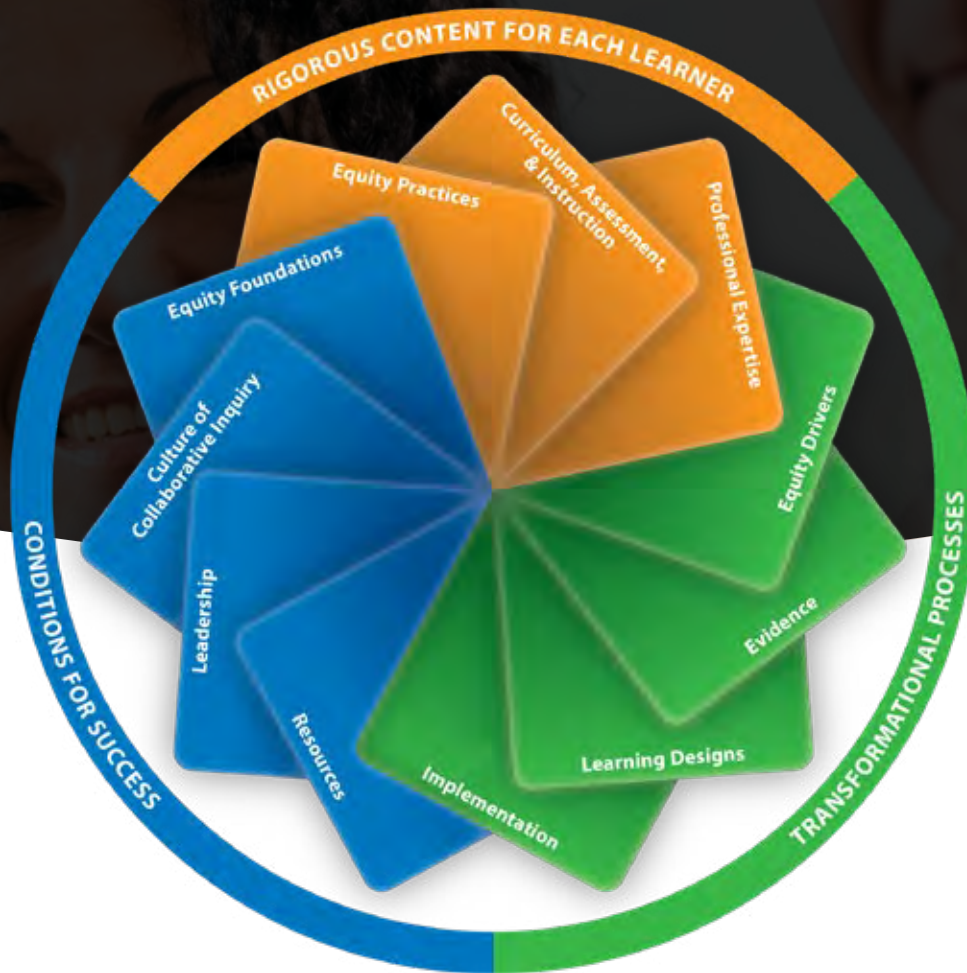 RIGOROUS CONTENT FOR EACH LEARNER
Equity Practices
Curriculum, Assessment,
& Instruction
Professional Expertise
Equity Drivers
Evidence
Learning Designs
Implementation
TRANSFORMATIONAL PROCESSES
Equity Foundations
Culture of
Collaborative Inquiry
Leadership
Resources
CONDITIONS FOR SUCCESS